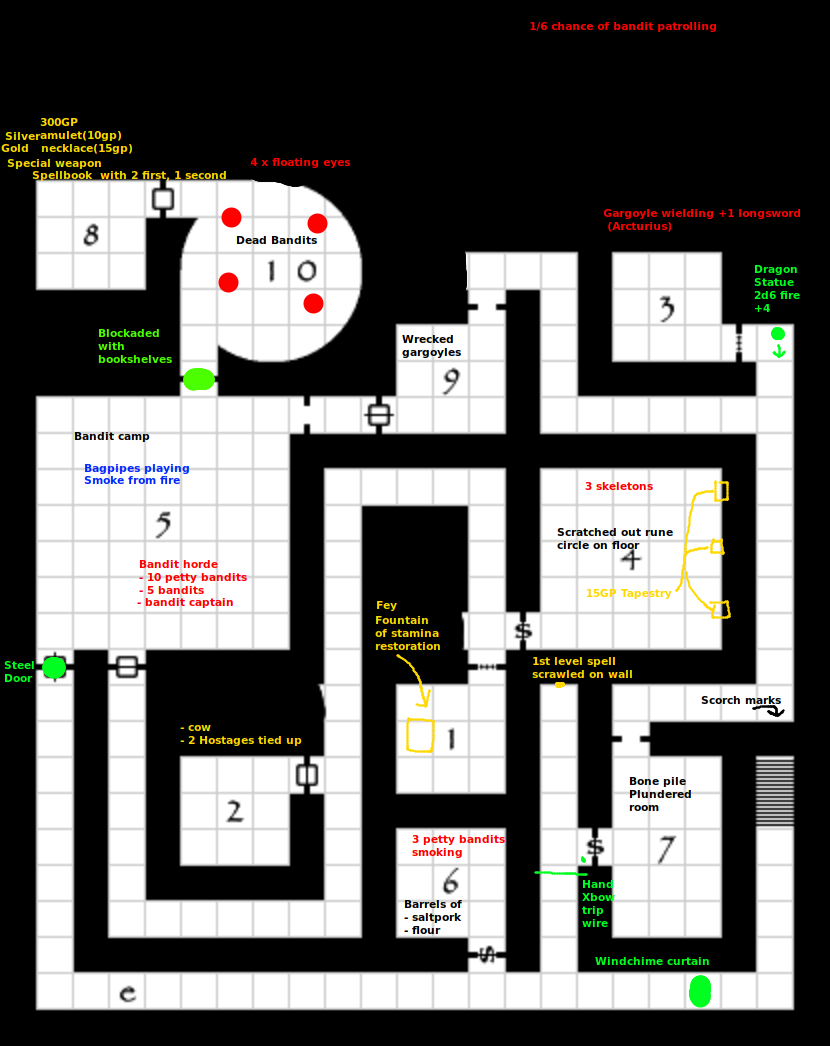 1/6 chance of bandit patrolling
300GP
Silver amulet(10gp)
Gold necklace(15gp)
Special weapon
Spellbook with 2 first, 1 second
4 x floating eyes
8
Dead Bandits
10
Gargoyle wielding +1 longsword
(Arcturius)
3
Dragon
Statue
2d6 fire
+4
Blockaded
with
bookshelves
Wrecked
gargoyles
9
Bandit camp
Bagpipes playing
Smoke from fire
5
Bandit horde
- 10 petty bandits
- 5 bandits
- bandit captain
3 skeletons
Scratched out rune
circle on floor
4
15GP Tapestry
Fey
Fountain
of stamina
restoration
$
Steel
Door
1st level spell
scrawled on wall
Scorch marks
- cow
- 2 Hostages tied up
1
2
Bone pile
Plundered
room
7
3 petty bandits
smoking
6
$
Barrels of
- saltpork
- flour
Hand
Xbow
trip
wire
$
Windchime curtain
e